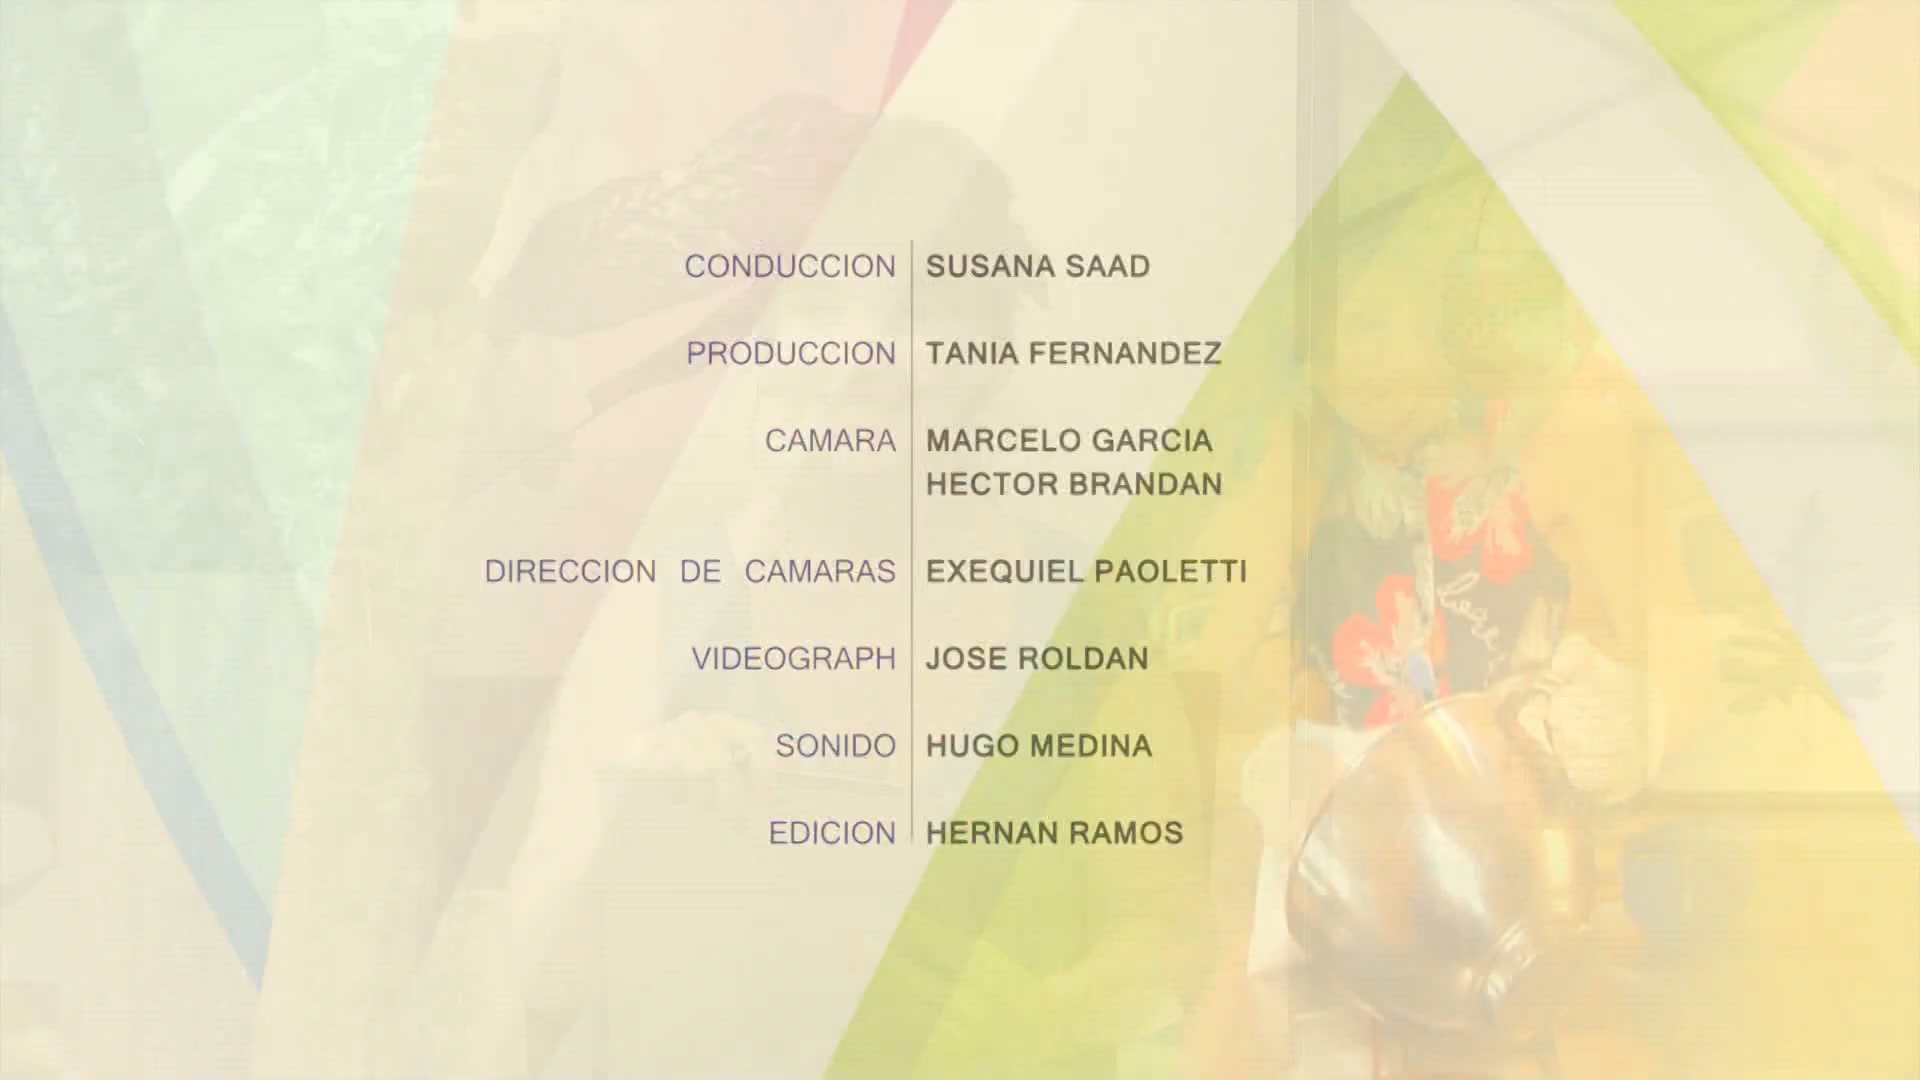 CONDUCCION SUSANA SAAD
PRODUCCION TANIA FERNANDEZ
CAMARA MARCELO GARCIA
HECTOR BRANDAN
DIRECCION DE CAMARAS EXEQUIEL PAOLETTI
VIDEOGRAPH JOSE ROLDAN
SONIDO HUGO MEDINA
EDICION HERNAN RAMOS